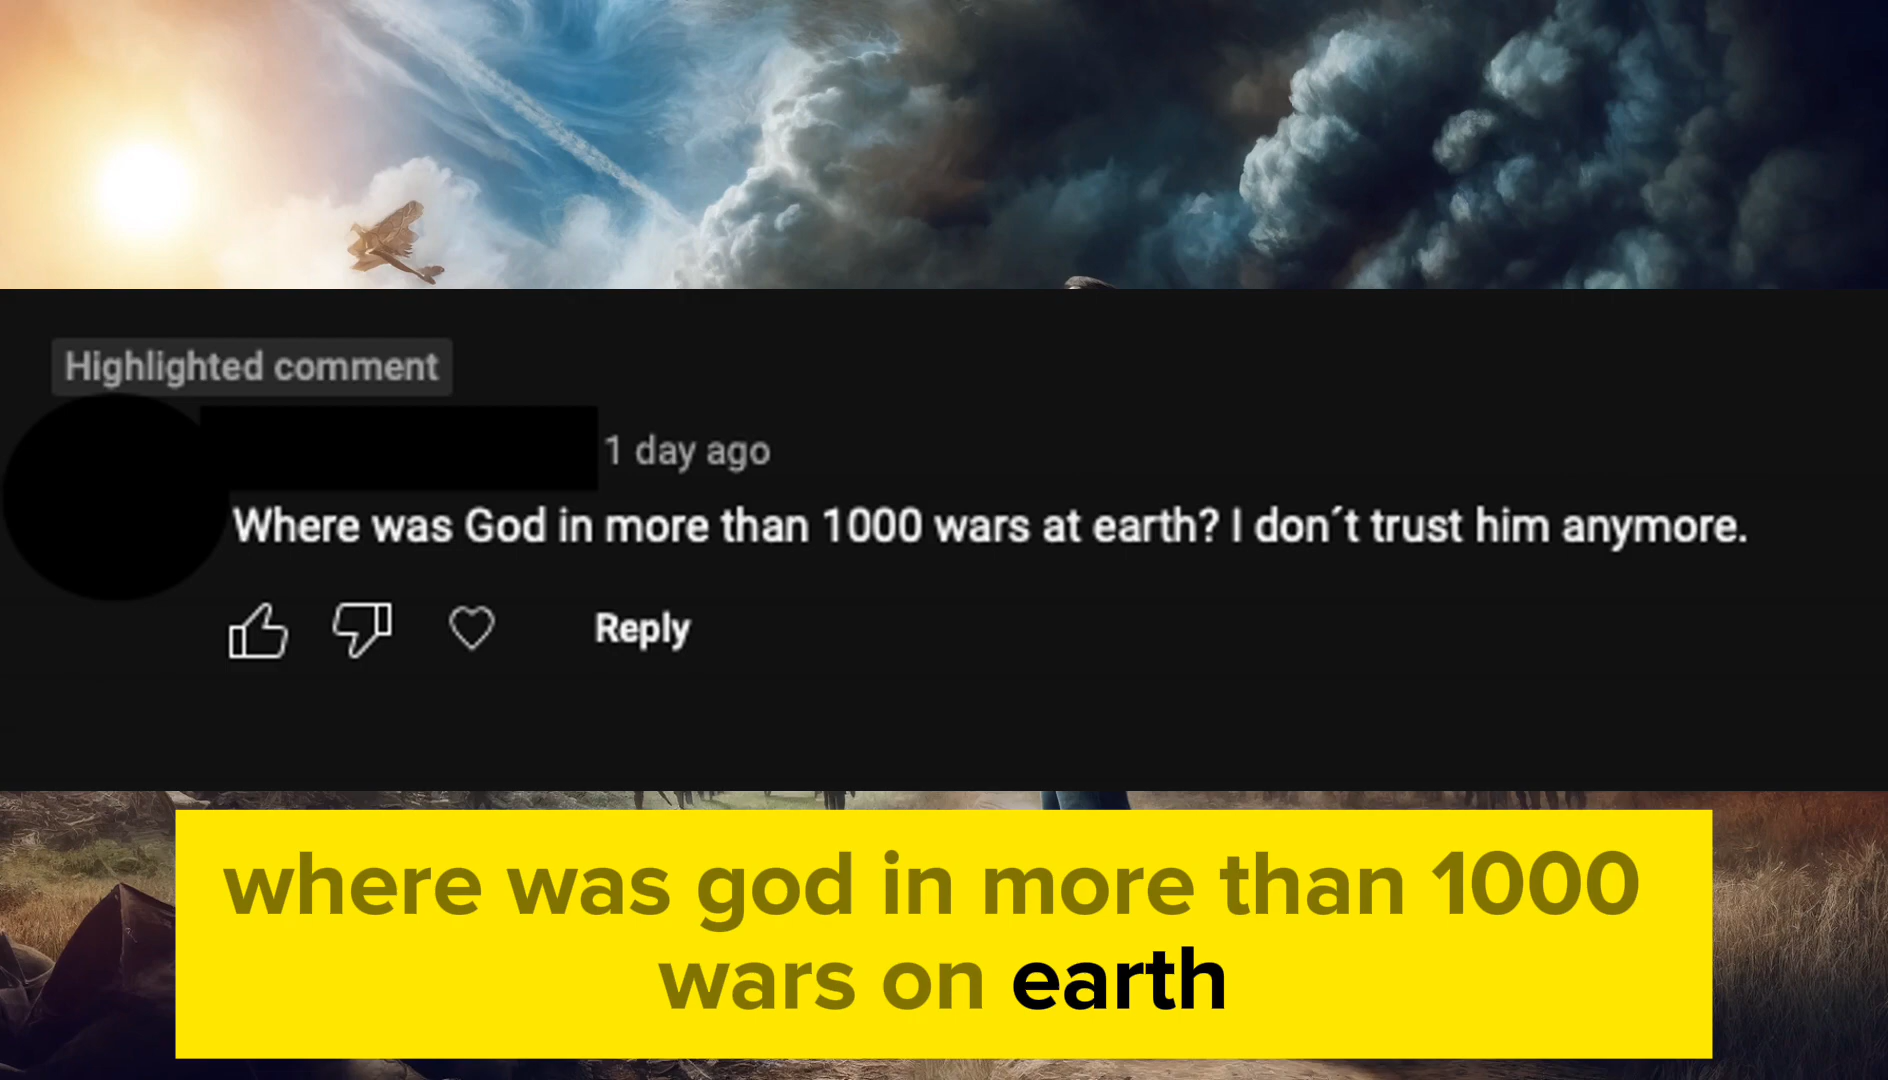 Highlighted comment
1 day ago
Where was God in more than 1000 wars at earth? I don´t trust him anymore.
Reply
where was god in more than 1000
wars on earth